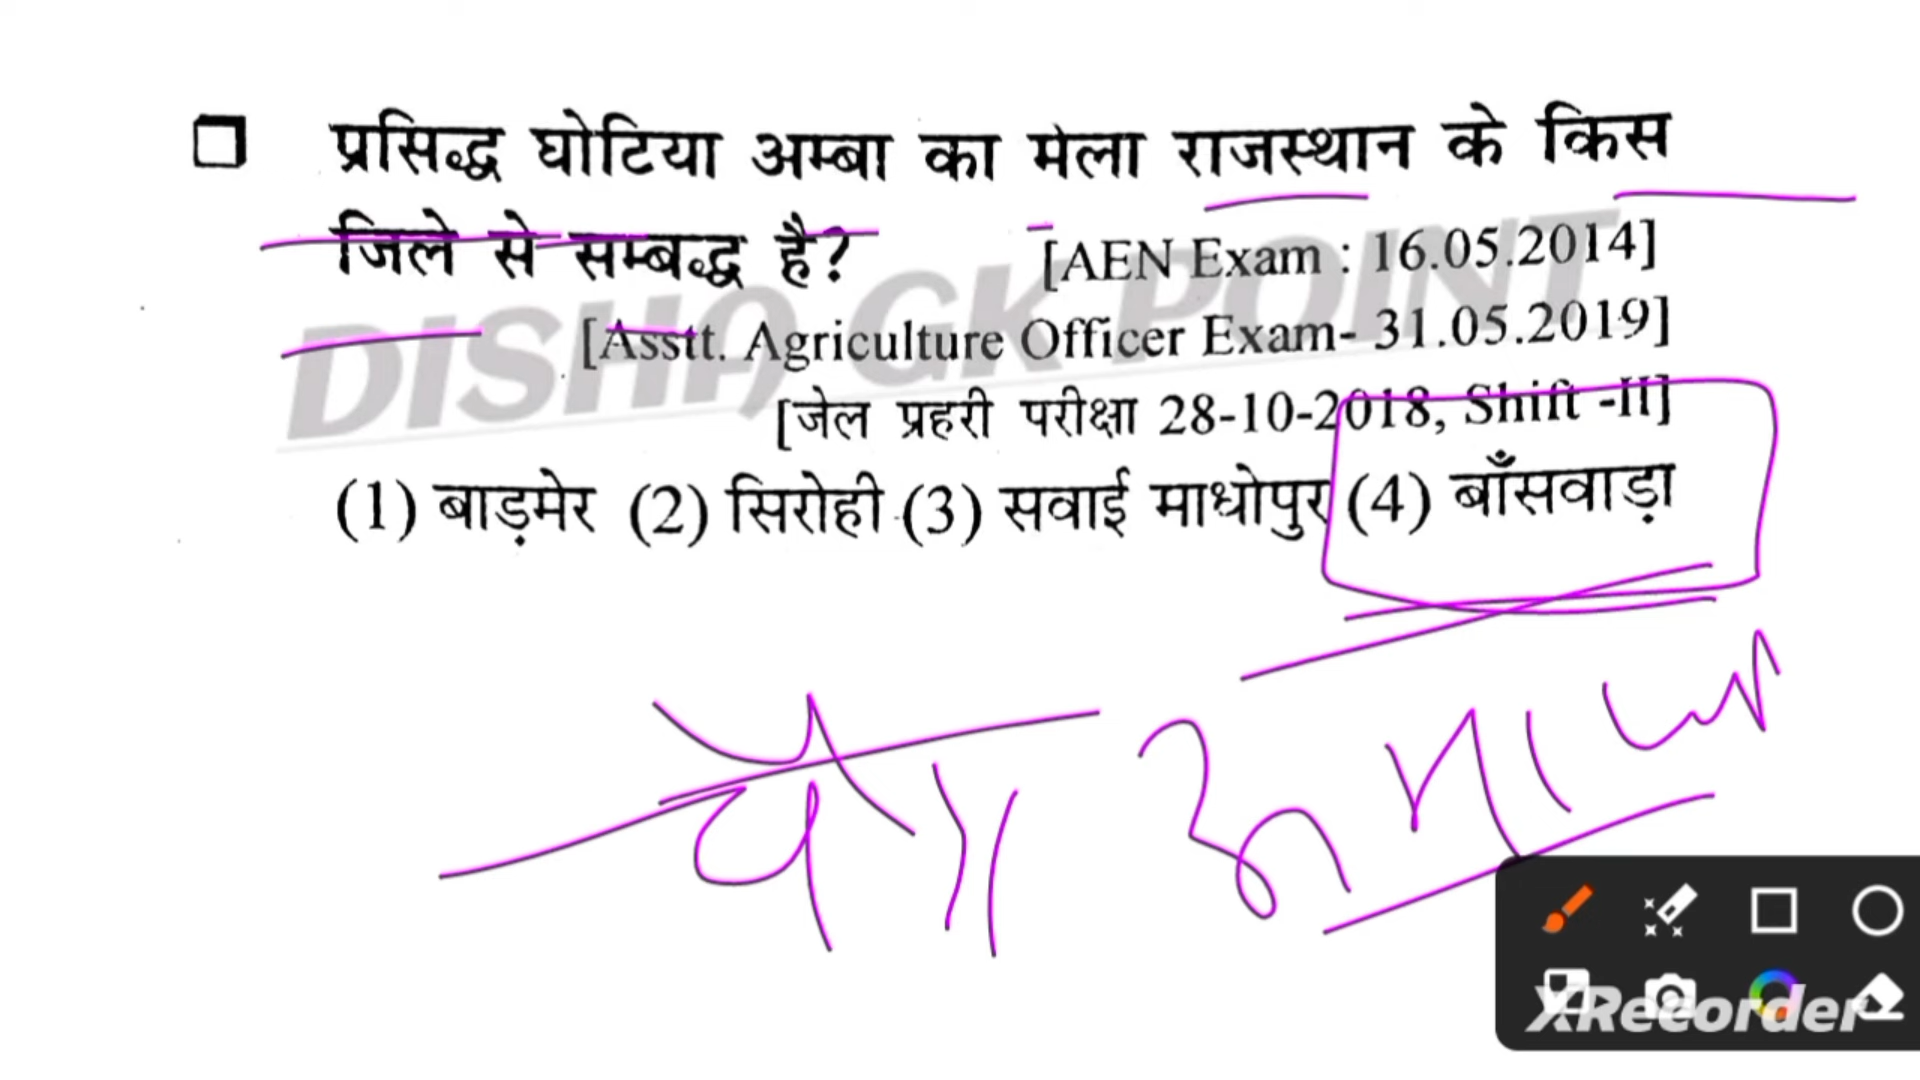 प्रसिद्ध घोटिया अम्बा का मेला राजस्थान के किस
जिले से सम्बद्ध है? [AEN Exam : 16.05.2014]
[Asstt. Agriculture Officer Exam- 31.05.2019]
[जेल प्रहरी परीक्षा 28-10-2018, Shift -II]
(1) बाड़मेर (2) सिरोही (3) सवाई माधोपुर (4) बाँसवाड़ा
DISHA GK POINT
XRecorder